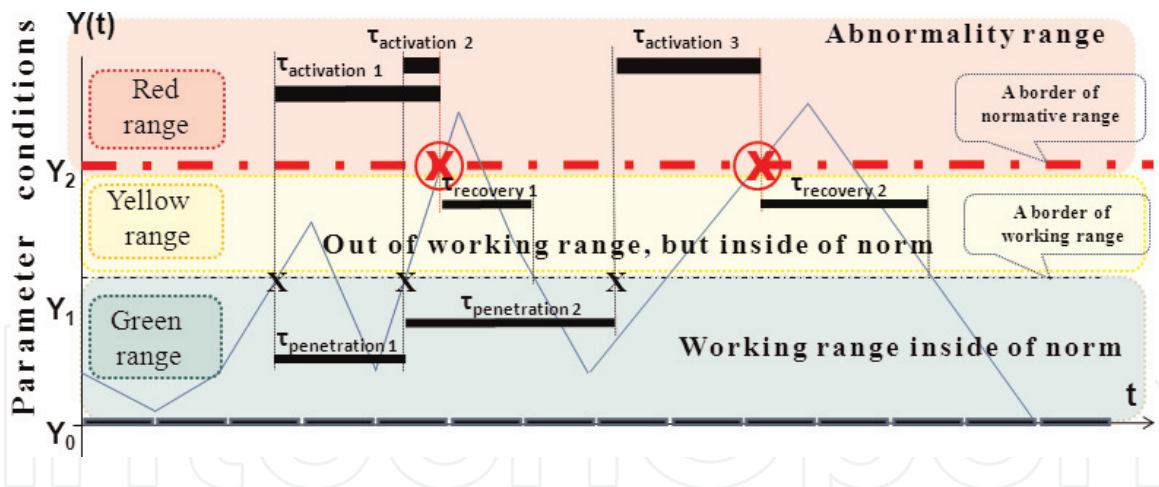 Y(t)
τactivation 2
τactivation 3
Abnormality range
τactivation 1
Red
range
A border of
normative range
conditions
Parameter
Y2
X
X
τrecovery 1
τrecovery 2
Yellow
range
A border of
working range
Out of working range, but inside of norm
X
X
X
Y1
Green
range
τpenetration 2
τpenetration 1
Working range inside of norm
t
Y0